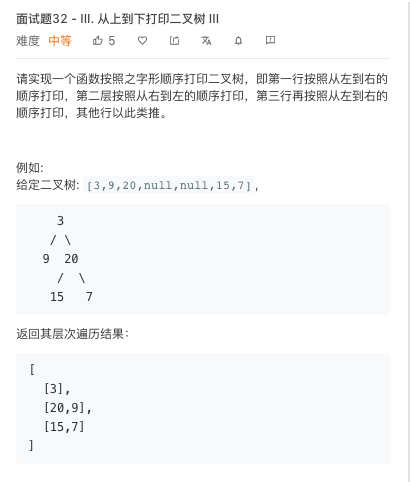 面试题32 - III. 从上到下打印二叉树 III
难度 中等 5
请实现一个函数按照之字形顺序打印二叉树，即第一行按照从左到右的
顺序打印，第二层按照从右到左的顺序打印，第三行再按照从左到右的
顺序打印，其他行以此类推。
例如:
给定二叉树: [3,9,20,null,null,15,7],
3
/ \
9 20
/ \
15 7
返回其层次遍历结果：
[
[3],
[20,9],
[15,7]
]